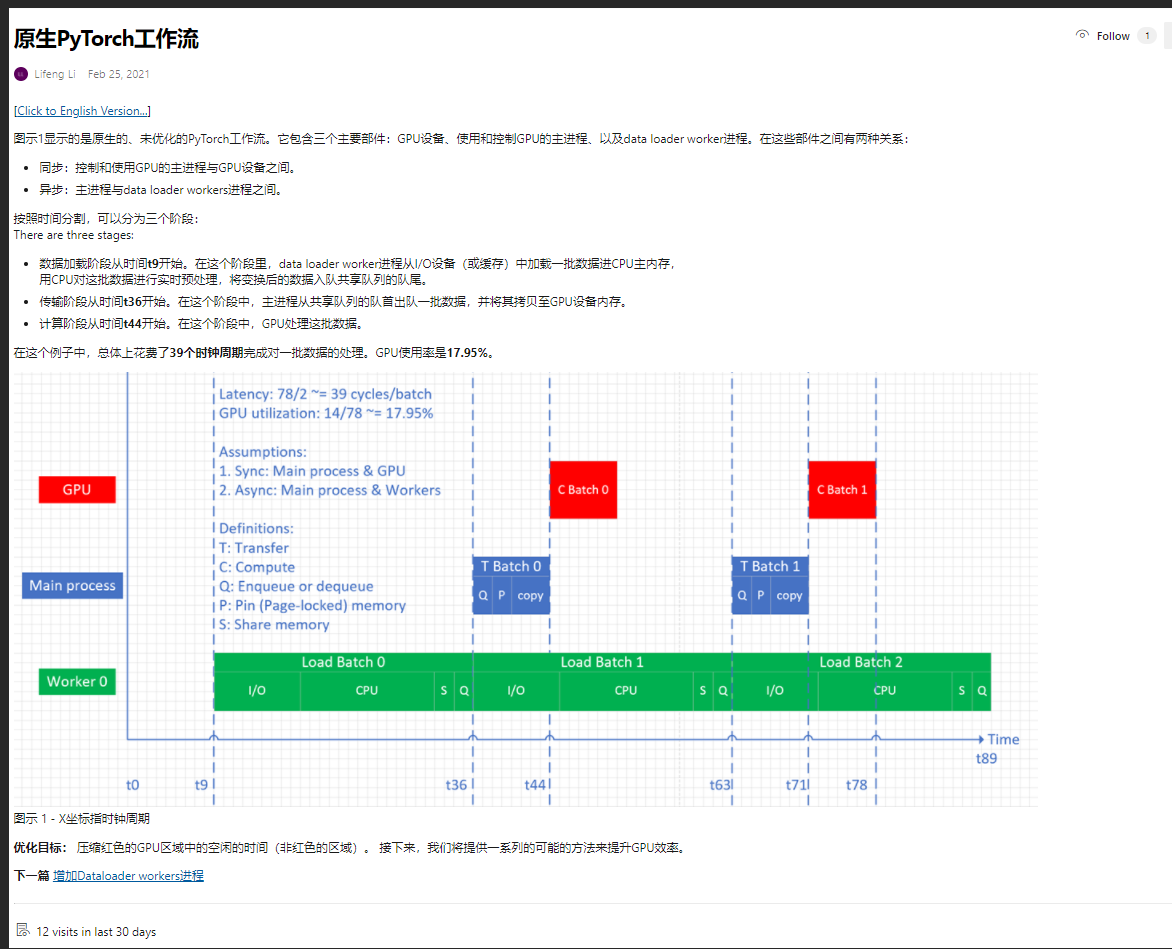 原生PyTorch工作流
Follow 1
Lifeng Li Feb 25, 2021
[Click to English Version...]
图示1显示的是原生的、未优化的PyTorch工作流。它包含三个主要部件：GPU设备、使用和控制GPU的主进程、以及data loader worker进程。在这些部件之间有两种关系：
同步：控制和使用GPU的主进程与GPU设备之间。
异步：主进程与data loader workers进程之间。
按照时间分割，可以分为三个阶段：
There are three stages:
数据加载阶段从时间t9开始。在这个阶段里，data loader worker进程从I/O设备（或缓存）中加载一批数据进CPU主内存，
用CPU对这批数据进行实时预处理，将变换后的数据入队共享队列的队尾。
传输阶段从时间t36开始。在这个阶段中，主进程从共享队列的队首出队一批数据，并将其拷贝至GPU设备内存。
计算阶段从时间t44开始。在这个阶段中，GPU处理这批数据。
在这个例子中，总体上花费了39个时钟周期完成对一批数据的处理。GPU使用率是17.95%。
Latency: 78/2 ~= 39 cycles/batch
GPU utilization: 14/78 ~= 17.95%
Assumptions:
1. Sync: Main process & GPU
2. Async: Main process & Workers
Definitions:
T: Transfer
C: Compute
Q: Enqueue or dequeue
P: Pin (Page-locked) memory
S: Share memory
GPU
C Batch 0
C Batch 1
Main process
T Batch 0
Q P copy
T Batch 1
Q P copy
Worker 0
Load Batch 0
I/O CPU S Q
Load Batch 1
I/O CPU S Q
Load Batch 2
I/O CPU S Q
Time
t89
t0 t9 t36 t44 t63 t71 t78
图示 1 - X坐标指时钟周期
优化目标： 压缩红色的GPU区域中的空闲的时间（非红色的区域）。 接下来，我们将提供一系列的可能的方法来提升GPU效率。
下一篇 增加Dataloader workers进程
12 visits in last 30 days